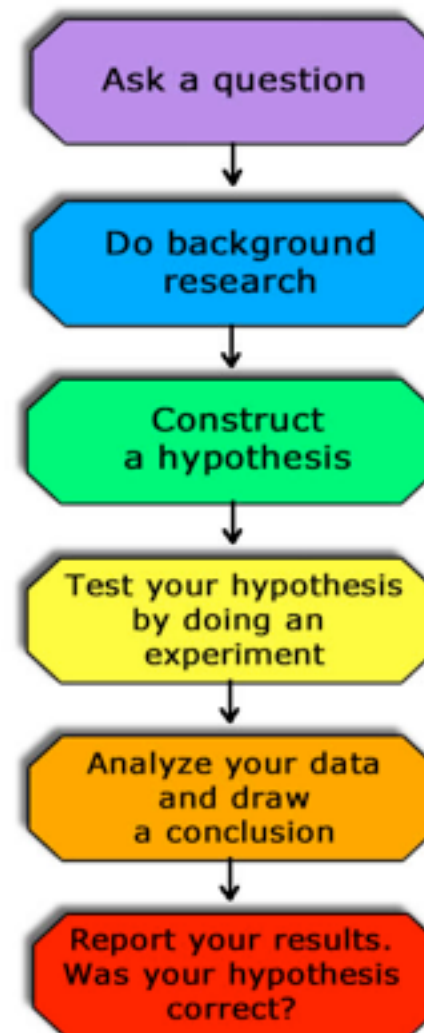 Ask a question
Do background
research
Construct
a hypothesis
Test your hypothesis
by doing an
experiment
Analyze your data
and draw
a conclusion
Report your results.
Was your hypothesis
correct?